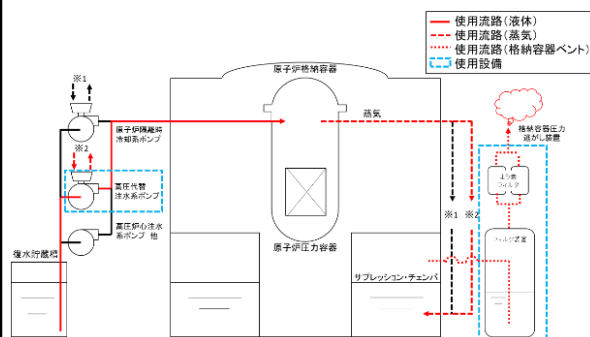 使用流路(液体)
使用流路(蒸気)
使用流路(格納容器ベント)
使用設備
原子炉格納容器
※1
原子炉隔離時
冷却系ポンプ
蒸気
格納容器圧力
逃がし装置
※2
高圧代替
注水系ポンプ
よう素
フィルタ
高圧炉心注水
系ポンプ 他
※1
※2
原子炉圧力容器
フィルタ装置
復水貯蔵槽
サプレッション・チェンバ